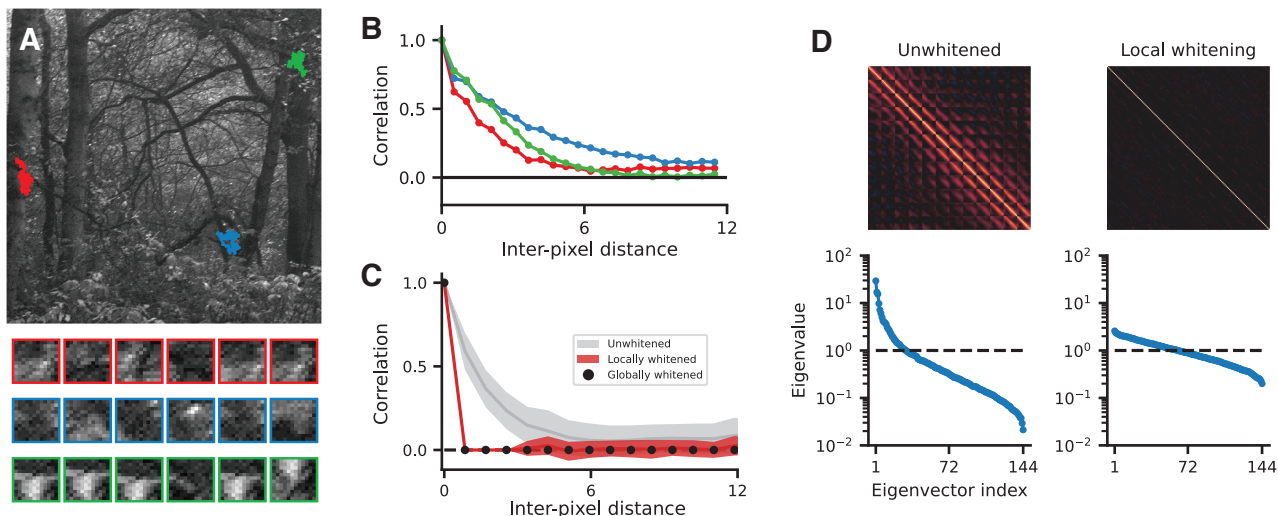 A
B
1.0
0.5
0.0
Correlation
0
6
12
Inter-pixel distance
C
1.0
0.5
0.0
Correlation
Unwhitened
Locally whitened
Globally whitened
0
6
12
Inter-pixel distance
D
Unwhitened
Local whitening
10²
10¹
10⁰
10⁻¹
10⁻²
Eigenvalue
1
72
144
Eigenvector index
10²
10¹
10⁰
10⁻¹
10⁻²
1
72
144